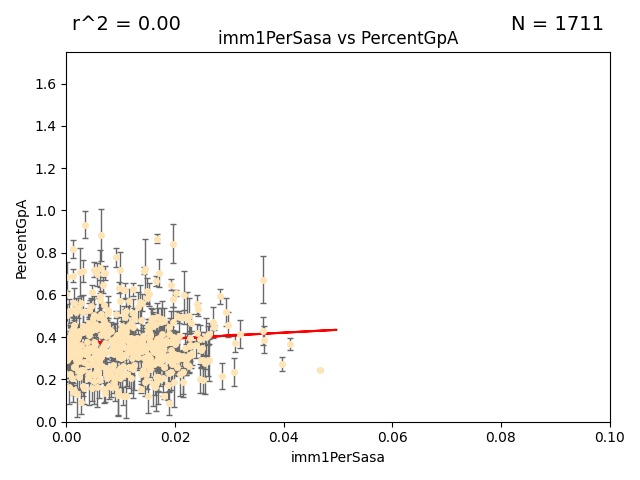 r^2 = 0.00
N = 1711
imm1PerSasa vs PercentGpA
PercentGpA
1.6
1.4
1.2
1.0
0.8
0.6
0.4
0.2
0.0
0.00 0.02 0.04 0.06 0.08 0.10
imm1PerSasa